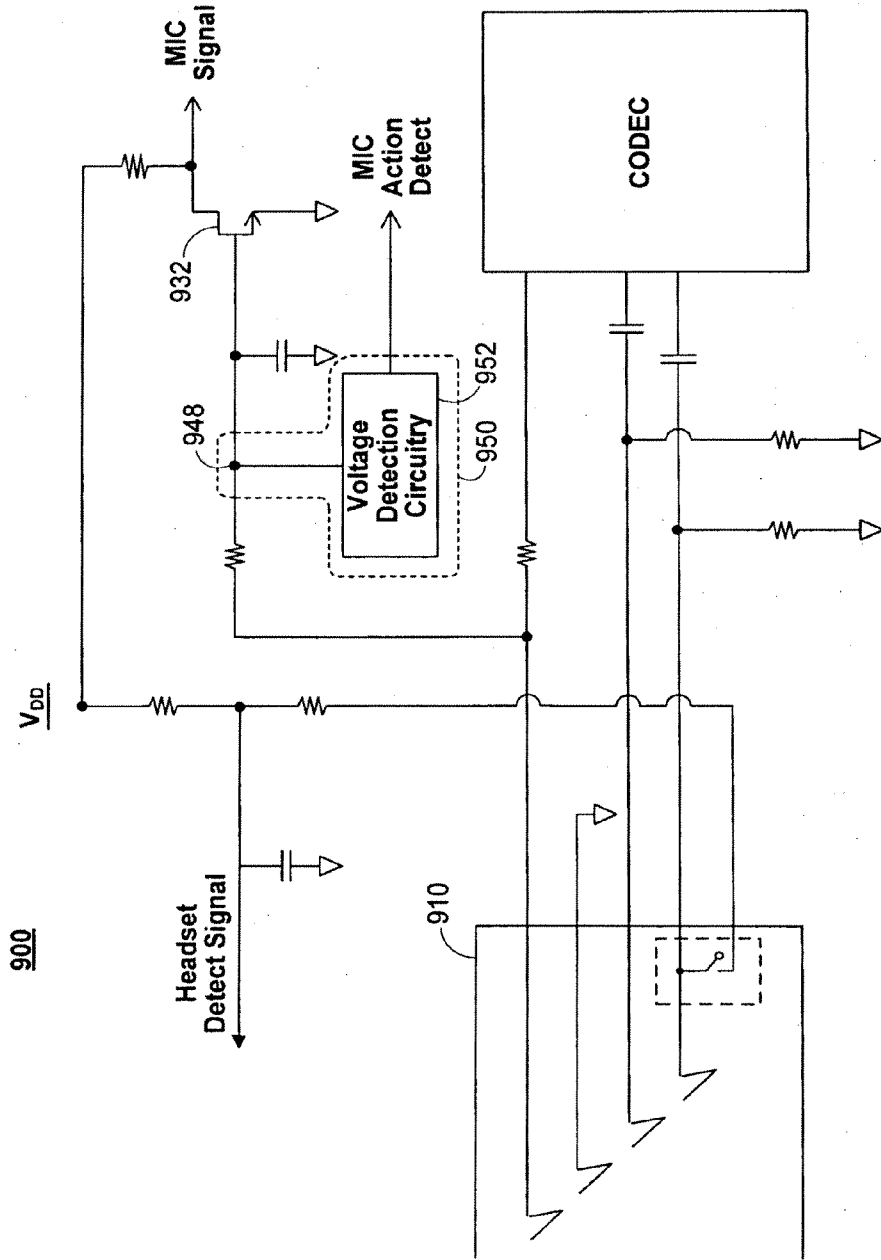 900
V_DD
Headset
Detect Signal
910
MIC
Signal
932
MIC
Action
Detect
948
Voltage
Detection
Circuitry
952
950
CODEC